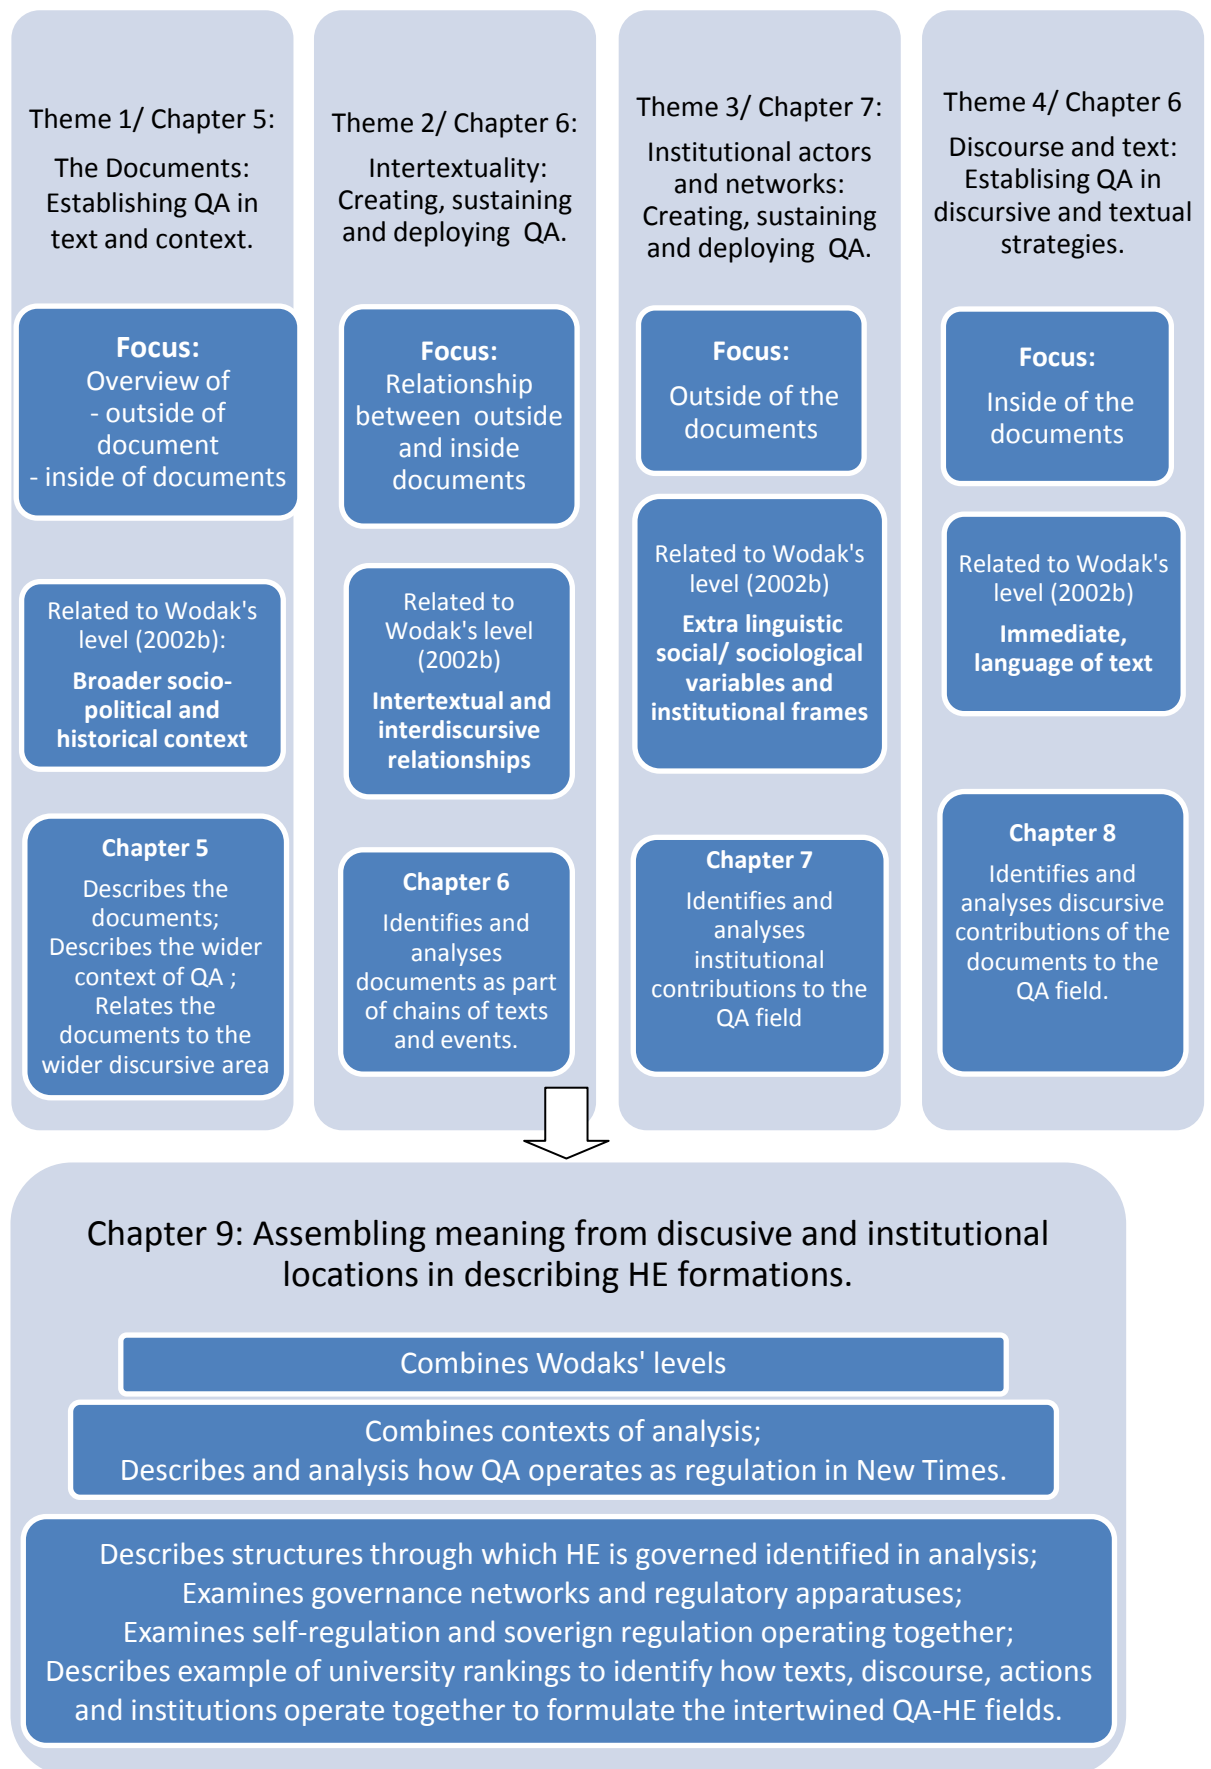 Theme 1/ Chapter 5:
The Documents:
Establishing QA in
text and context.
Focus:
Overview of
- outside of
document
- inside of documents
Related to Wodak's
level (2002b):
Broader socio-
political and
historical context
Chapter 5
Describes the
documents;
Describes the wider
context of QA ;
Relates the
documents to the
wider discursive area
Theme 2/ Chapter 6:
Intertextuality:
Creating, sustaining
and deploying QA.
Focus:
Relationship
between outside
and inside
documents
Related to
Wodak's level
(2002b)
Intertextual and
interdiscursive
relationships
Chapter 6
Identifies and
analyses
documents as part
of chains of texts
and events.
Theme 3/ Chapter 7:
Institutional actors
and networks:
Creating, sustaining
and deploying QA.
Focus:
Outside of the
documents
Related to Wodak's
level (2002b)
Extra linguistic
social/ sociological
variables and
institutional frames
Chapter 7
Identifies and
analyses
institutional
contributions to the
QA field
Theme 4/ Chapter 6
Discourse and text:
Establising QA in
discursive and textual
strategies.
Focus:
Inside of the
documents
Related to Wodak's
level (2002b)
Immediate,
language of text
Chapter 8
Identifies and
analyses discursive
contributions of the
documents to the
QA field.
Chapter 9: Assembling meaning from discusive and institutional
locations in describing HE formations.
Combines Wodaks' levels
Combines contexts of analysis;
Describes and analysis how QA operates as regulation in New Times.
Describes structures through which HE is governed identified in analysis;
Examines governance networks and regulatory apparatuses;
Examines self-regulation and soverign regulation operating together;
Describes example of university rankings to identify how texts, discourse, actions
and institutions operate together to formulate the intertwined QA-HE fields.